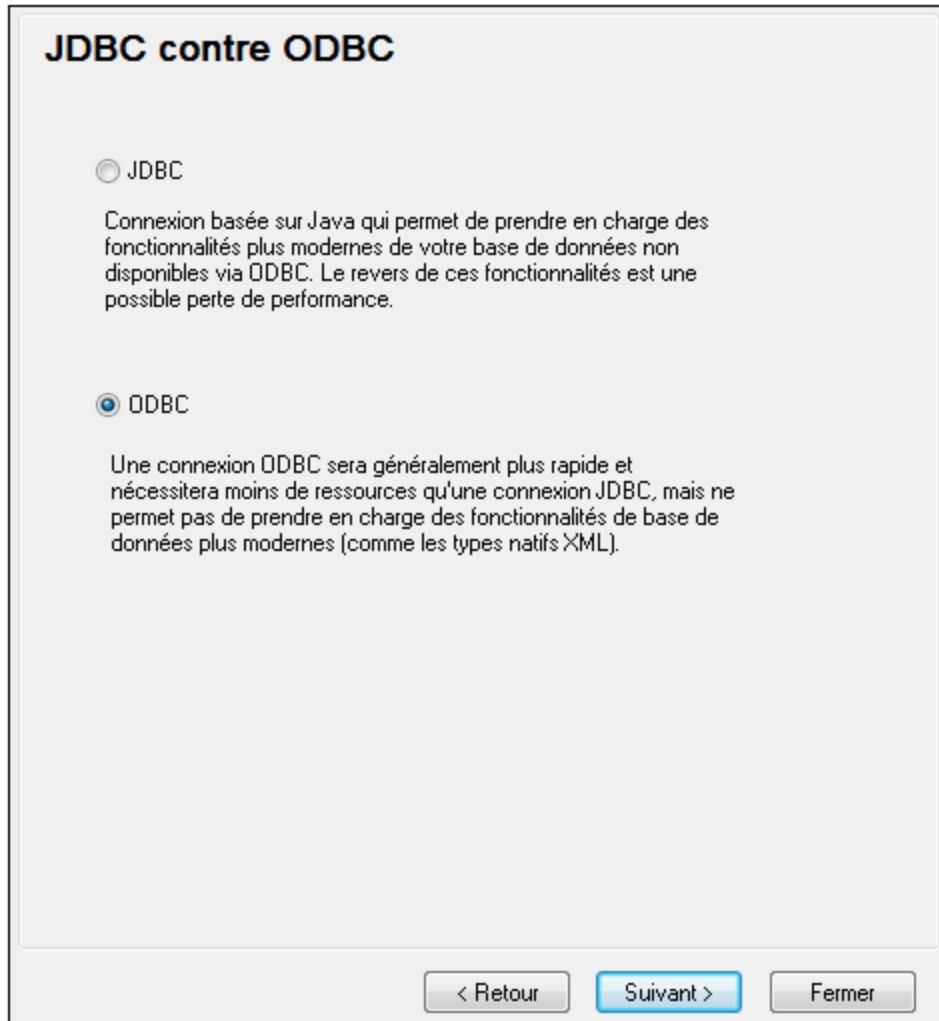 JDBC contre ODBC
JDBC
Connexion basée sur Java qui permet de prendre en charge des
fonctionnalités plus modernes de votre base de données non
disponibles via ODBC. Le revers de ces fonctionnalités est une
possible perte de performance.
ODBC
Une connexion ODBC sera généralement plus rapide et
nécessitera moins de ressources qu'une connexion JDBC, mais ne
permet pas de prendre en charge des fonctionnalités de base de
données plus modernes (comme les types natifs XML).
< Retour
Suivant >
Fermer